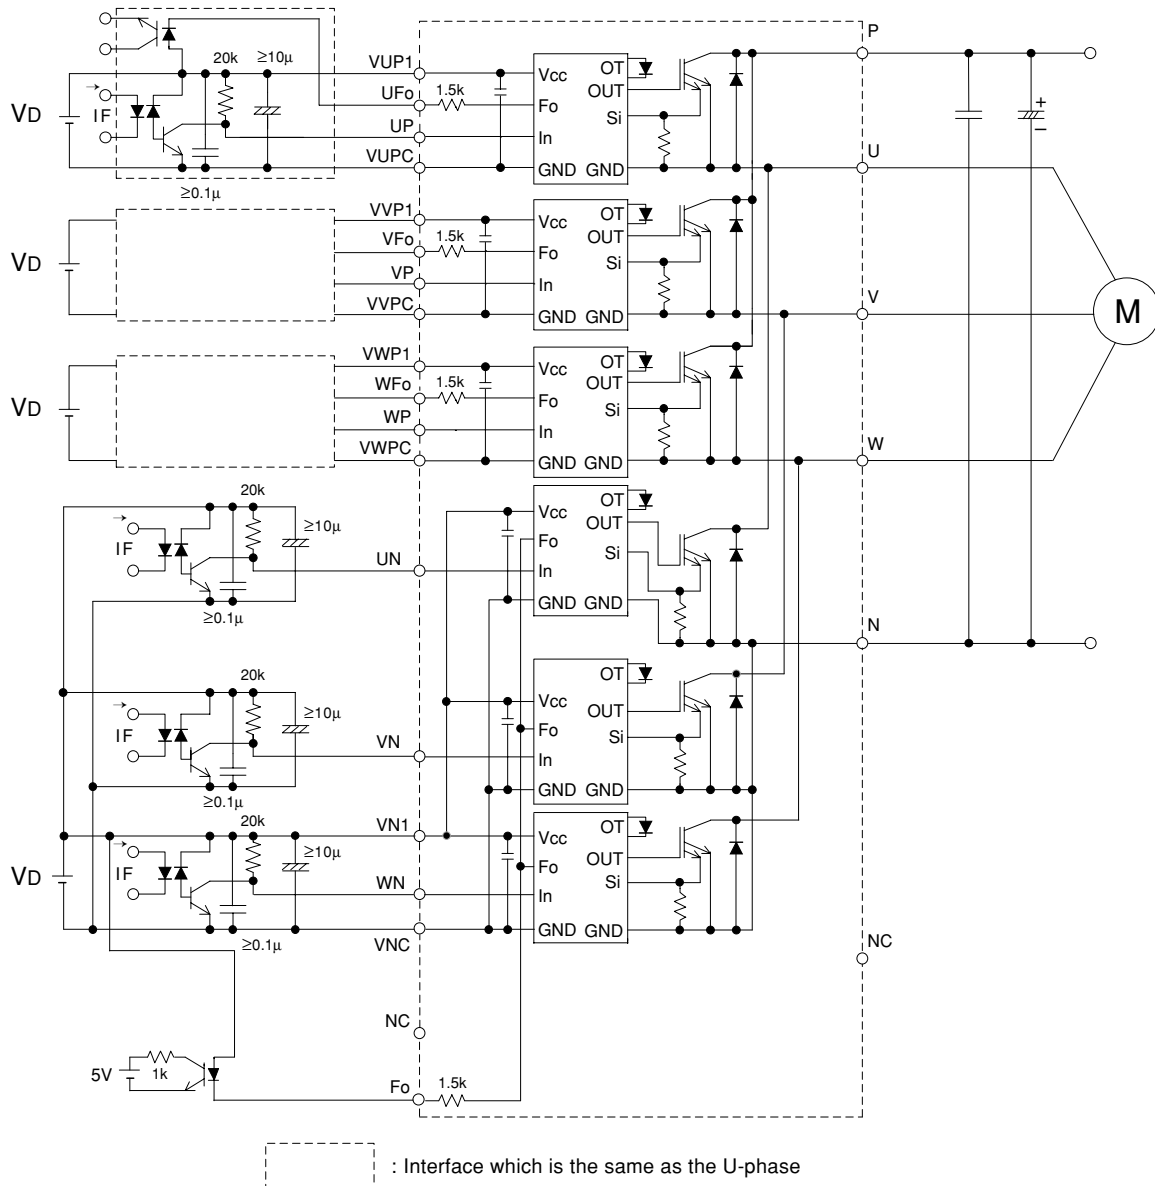 P
20k ≥10µ VUP1 Vcc OT
UFo 1.5k OUT
VD IF Fo Si
UP In
VUPC GND GND U
≥0.1µ
VVP1 Vcc OT
VFo 1.5k OUT
VD Fo Si
VP In
VVPC GND GND V
M
VWP1 Vcc OT
WFo 1.5k OUT
VD Fo Si
WP In
VWPC GND GND W
20k
≥10µ Vcc OT
IF OUT
Fo Si
UN In
≥0.1µ GND GND N
20k
≥10µ Vcc OT
IF OUT
Fo Si
VN In
≥0.1µ GND GND
20k VN1 Vcc OT
≥10µ OUT
VD IF Fo Si
WN In
≥0.1µ VNC GND GND NC
NC
5V 1k
Fo 1.5k
+
–
: Interface which is the same as the U-phase